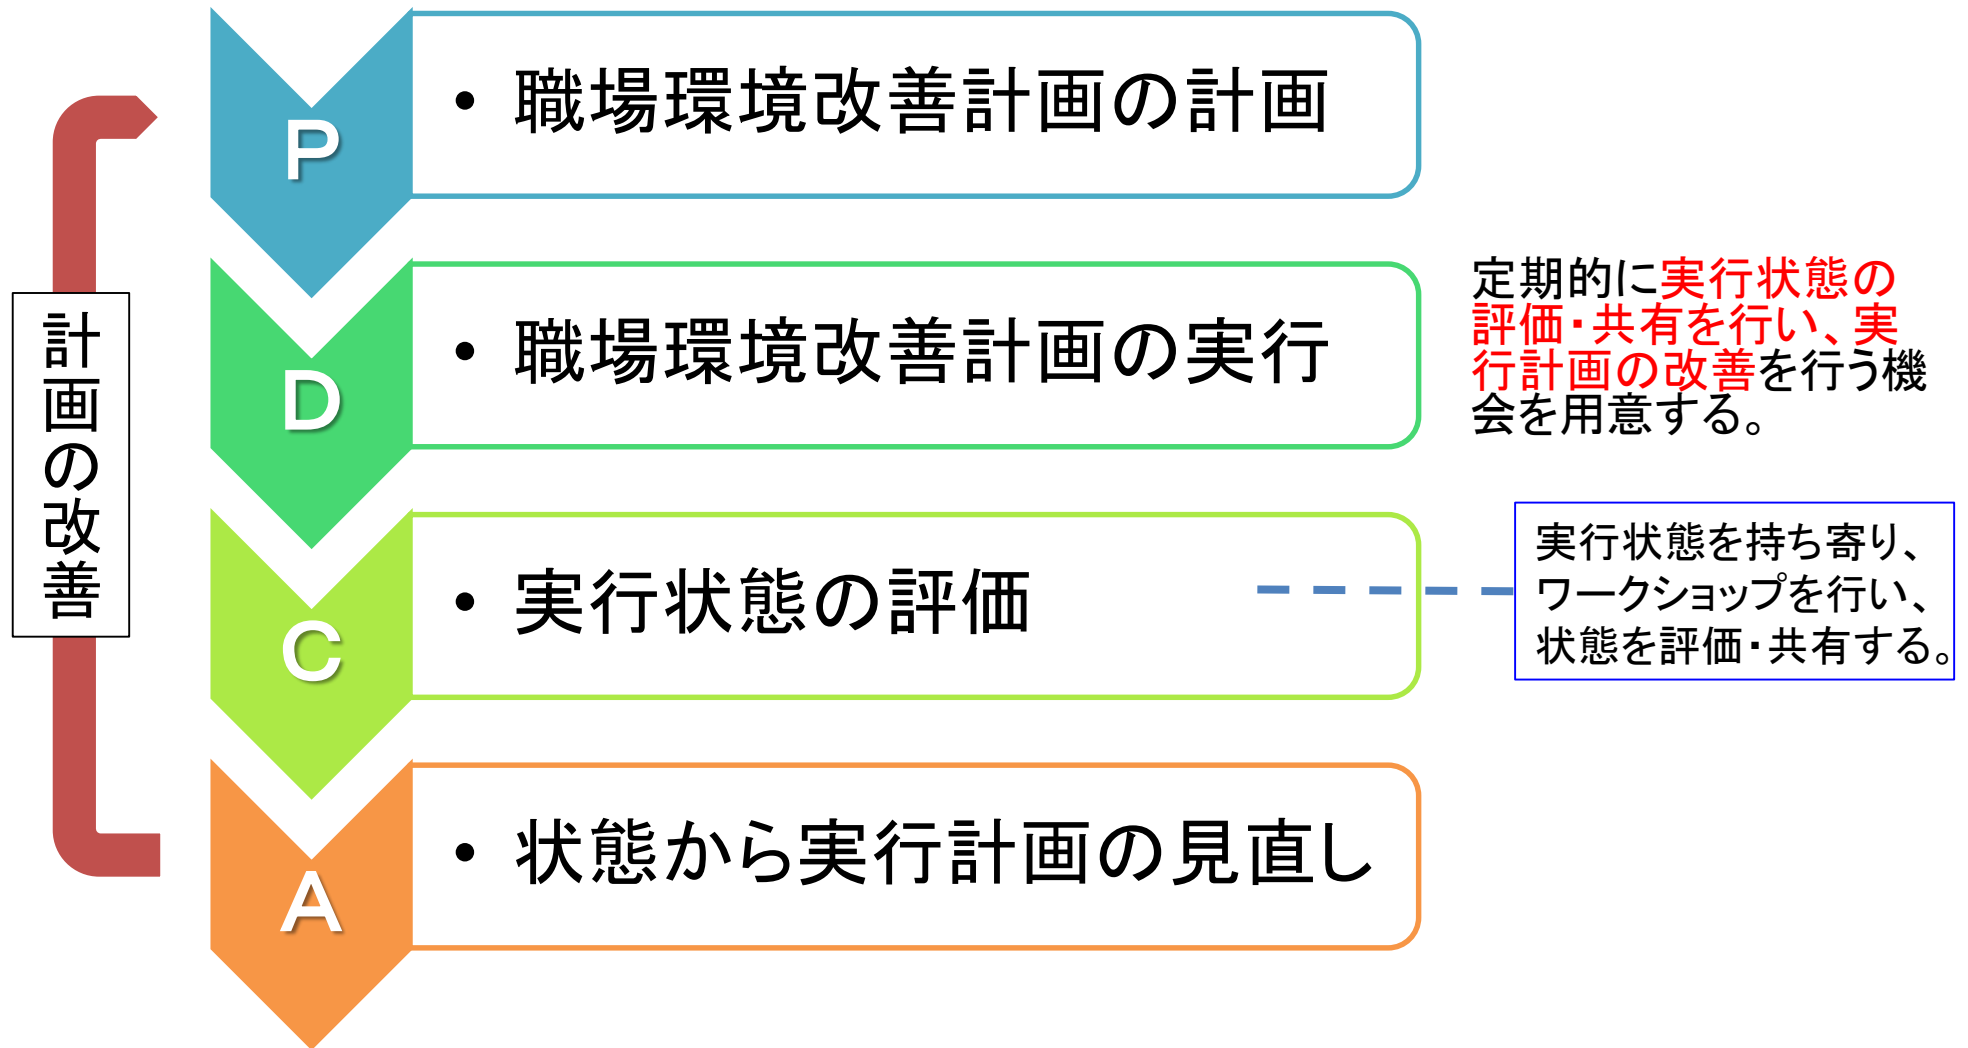 P
• 職場環境改善計画の計画
D
• 職場環境改善計画の実行
定期的に実行状態の
評価・共有を行い、実
行計画の改善を行う機
会を用意する。
計画の改善
C
• 実行状態の評価
実行状態を持ち寄り、
ワークショップを行い、
状態を評価・共有する。
A
• 状態から実行計画の見直し